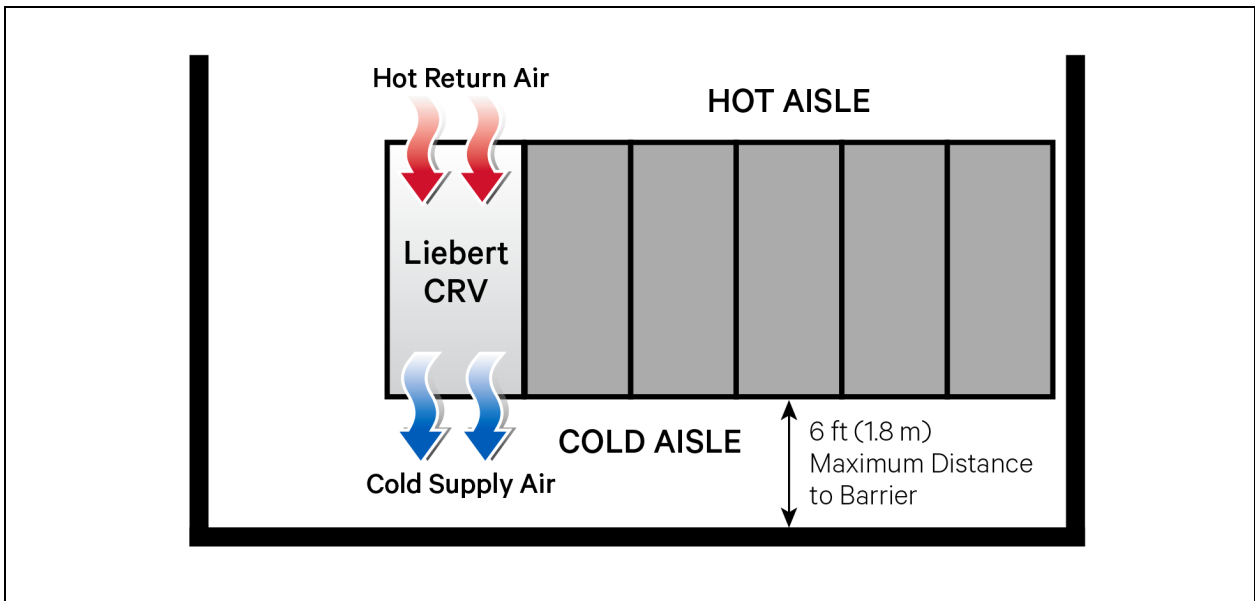 Hot Return Air
HOT AISLE
Liebert
CRV
COLD AISLE
Cold Supply Air
6 ft (1.8 m)
Maximum Distance
to Barrier